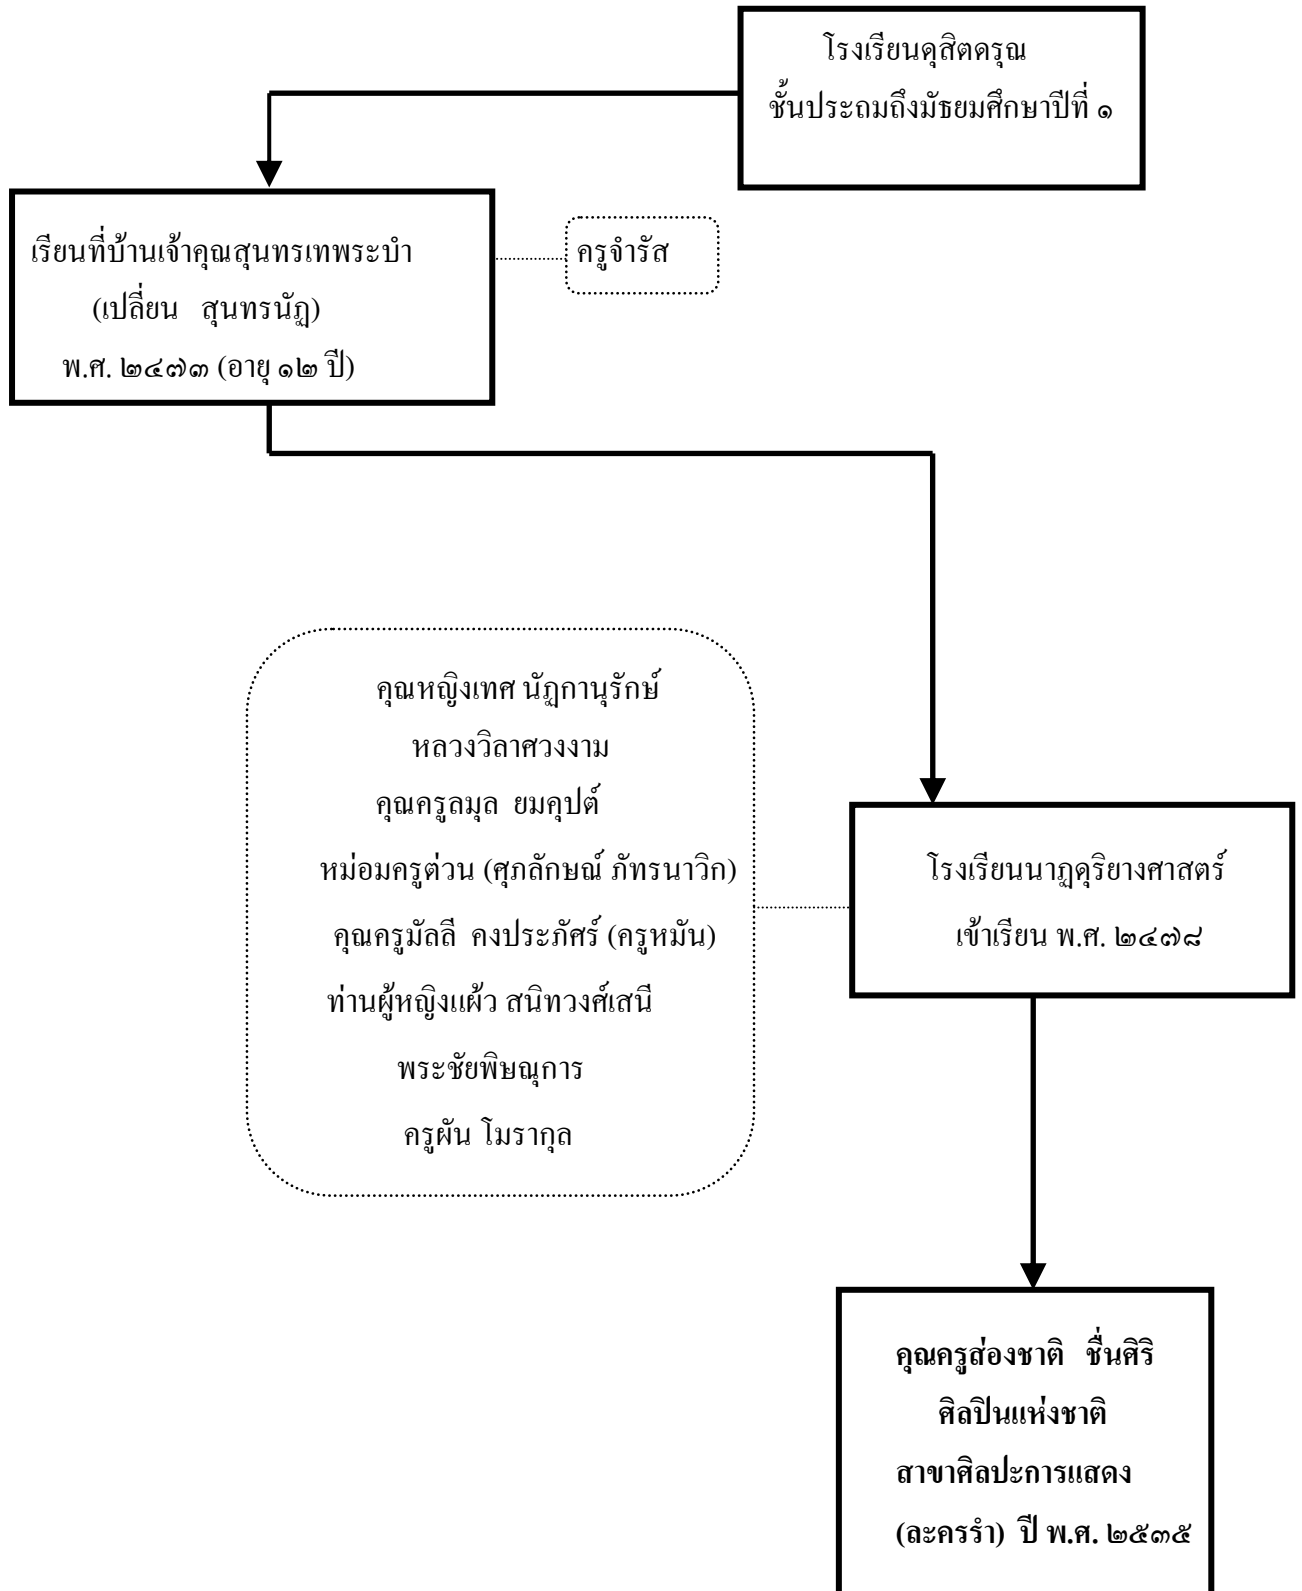 โรงเรียนดุสิตดรุณ
ชั้นประถมถึงมัธยมศึกษาปีที่ ๑
เรียนที่บ้านเจ้าคุณสุนทรเทพระบำ
(เปลี่ยน สุนทรนัฏ)
พ.ศ. ๒๔๗๓ (อายุ ๑๒ ปี)
ครูจำรัส
คุณหญิงเทศ นัฏกานุรักษ์
หลวงวิลาศวงงาม
คุณครูลมุล ยมคุปต์
หม่อมครูต่วน (ศุภลักษณ์ ภัทรนาวิก)
คุณครูมัลลี คงประภัศร์ (ครูหมัน)
ท่านผู้หญิงแผ้ว สนิทวงศ์เสนี
พระชัยพิษณุการ
ครูผัน โมรากุล
โรงเรียนนาฏดุริยางศาสตร์
เข้าเรียน พ.ศ. ๒๔๗๘
คุณครูส่องชาติ ชื่นศิริ
ศิลปินแห่งชาติ
สาขาศิลปะการแสดง
(ละครรำ) ปี พ.ศ. ๒๕๓๕